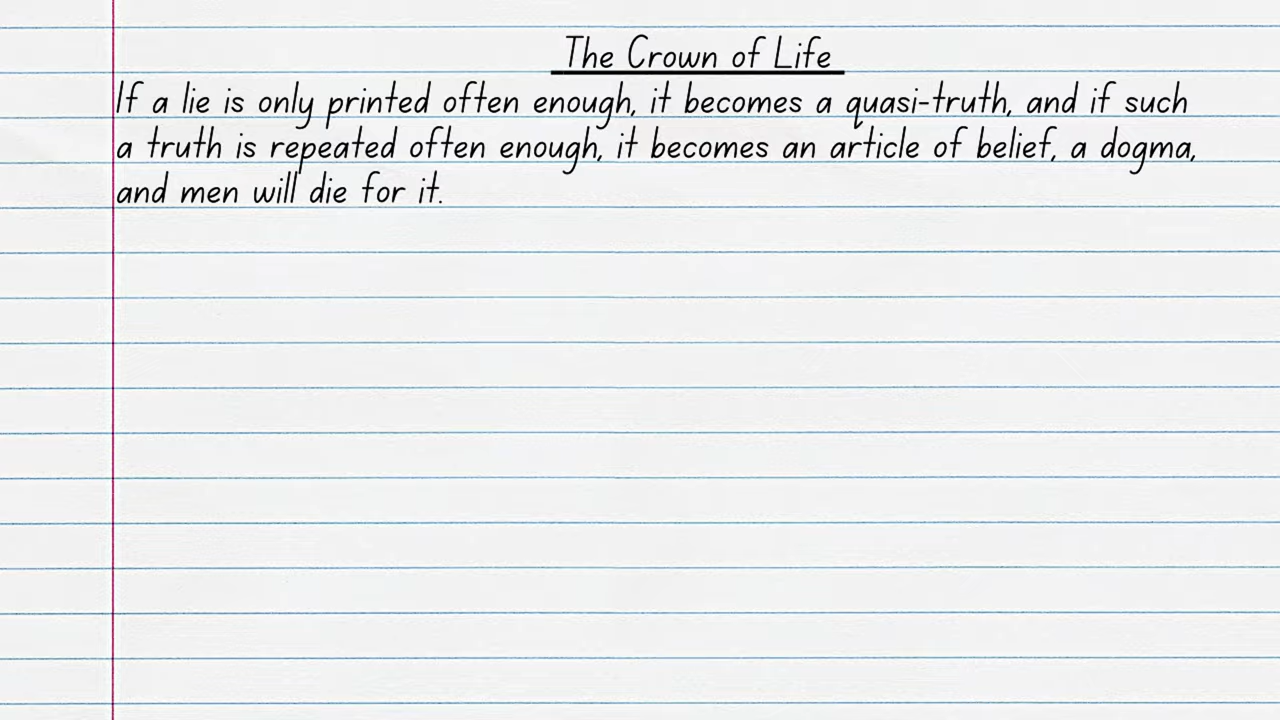 The Crown of Life
If a lie is only printed often enough, it becomes a quasi-truth, and if such
a truth is repeated often enough, it becomes an article of belief, a dogma,
and men will die for it.